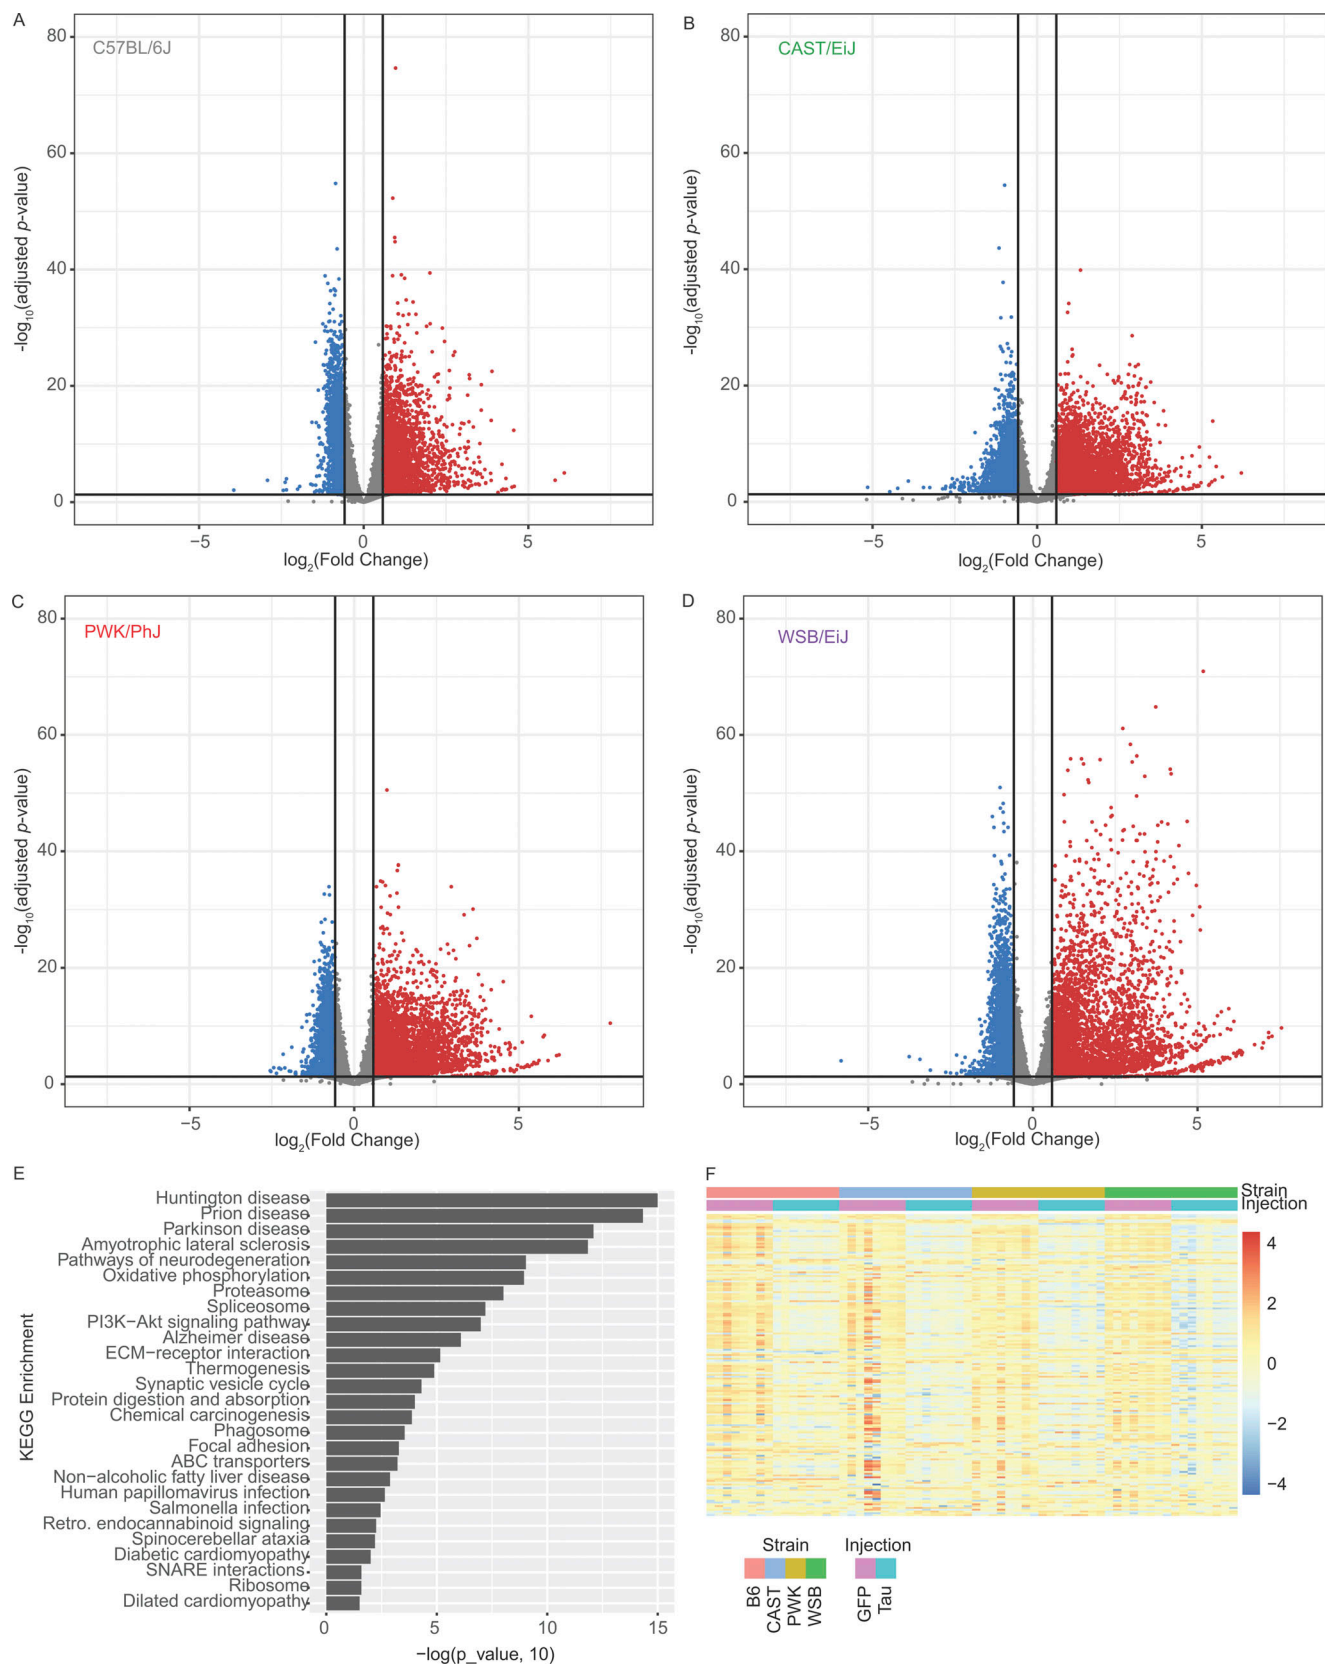 A
C57BL/6J
80
60
40
20
0
-log10(adjusted p-value)
−5
0
5
log2(Fold Change)
B
CAST/EiJ
80
60
40
20
0
-log10(adjusted p-value)
−5
0
5
log2(Fold Change)
C
PWK/PhJ
80
60
40
20
0
-log10(adjusted p-value)
−5
0
5
log2(Fold Change)
D
WSB/EiJ
80
60
40
20
0
-log10(adjusted p-value)
−5
0
5
log2(Fold Change)
E
KEGG Enrichment
Huntington disease
Prion disease
Parkinson disease
Amyotrophic lateral sclerosis
Pathways of neurodegeneration
Oxidative phosphorylation
Proteasome
Spliceosome
PI3K−Akt signaling pathway
Alzheimer disease
ECM−receptor interaction
Thermogenesis
Synaptic vesicle cycle
Protein digestion and absorption
Chemical carcinogenesis
Phagosome
Focal adhesion
ABC transporters
Non−alcoholic fatty liver disease
Human papillomavirus infection
Salmonella infection
Retro. endocannabinoid signaling
Spinocerebellar ataxia
Diabetic cardiomyopathy
SNARE interactions
Ribosome
Dilated cardiomyopathy
0
5
10
15
−log(p_value, 10)
F
Strain
Injection
4
2
0
−2
−4
Strain
B6
CAST
PWK
WSB
Injection
GFP
Tau